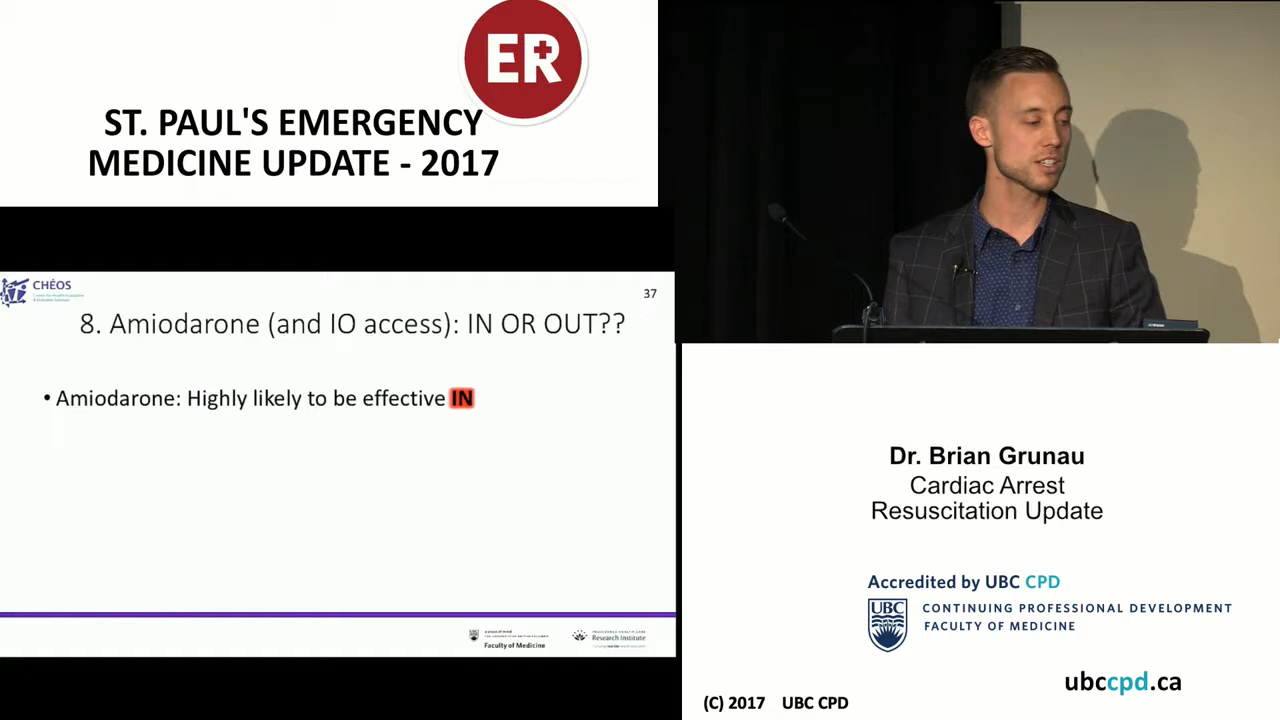 ER
ST. PAUL'S EMERGENCY
MEDICINE UPDATE - 2017
CHÉOS
37
8. Amiodarone (and IO access): IN OR OUT??
• Amiodarone: Highly likely to be effective IN
Faculty of Medicine
Research Institute
Dr. Brian Grunau
Cardiac Arrest
Resuscitation Update
Accredited by UBC CPD
UBC
CONTINUING PROFESSIONAL DEVELOPMENT
FACULTY OF MEDICINE
ubccpd.ca
(C) 2017 UBC CPD